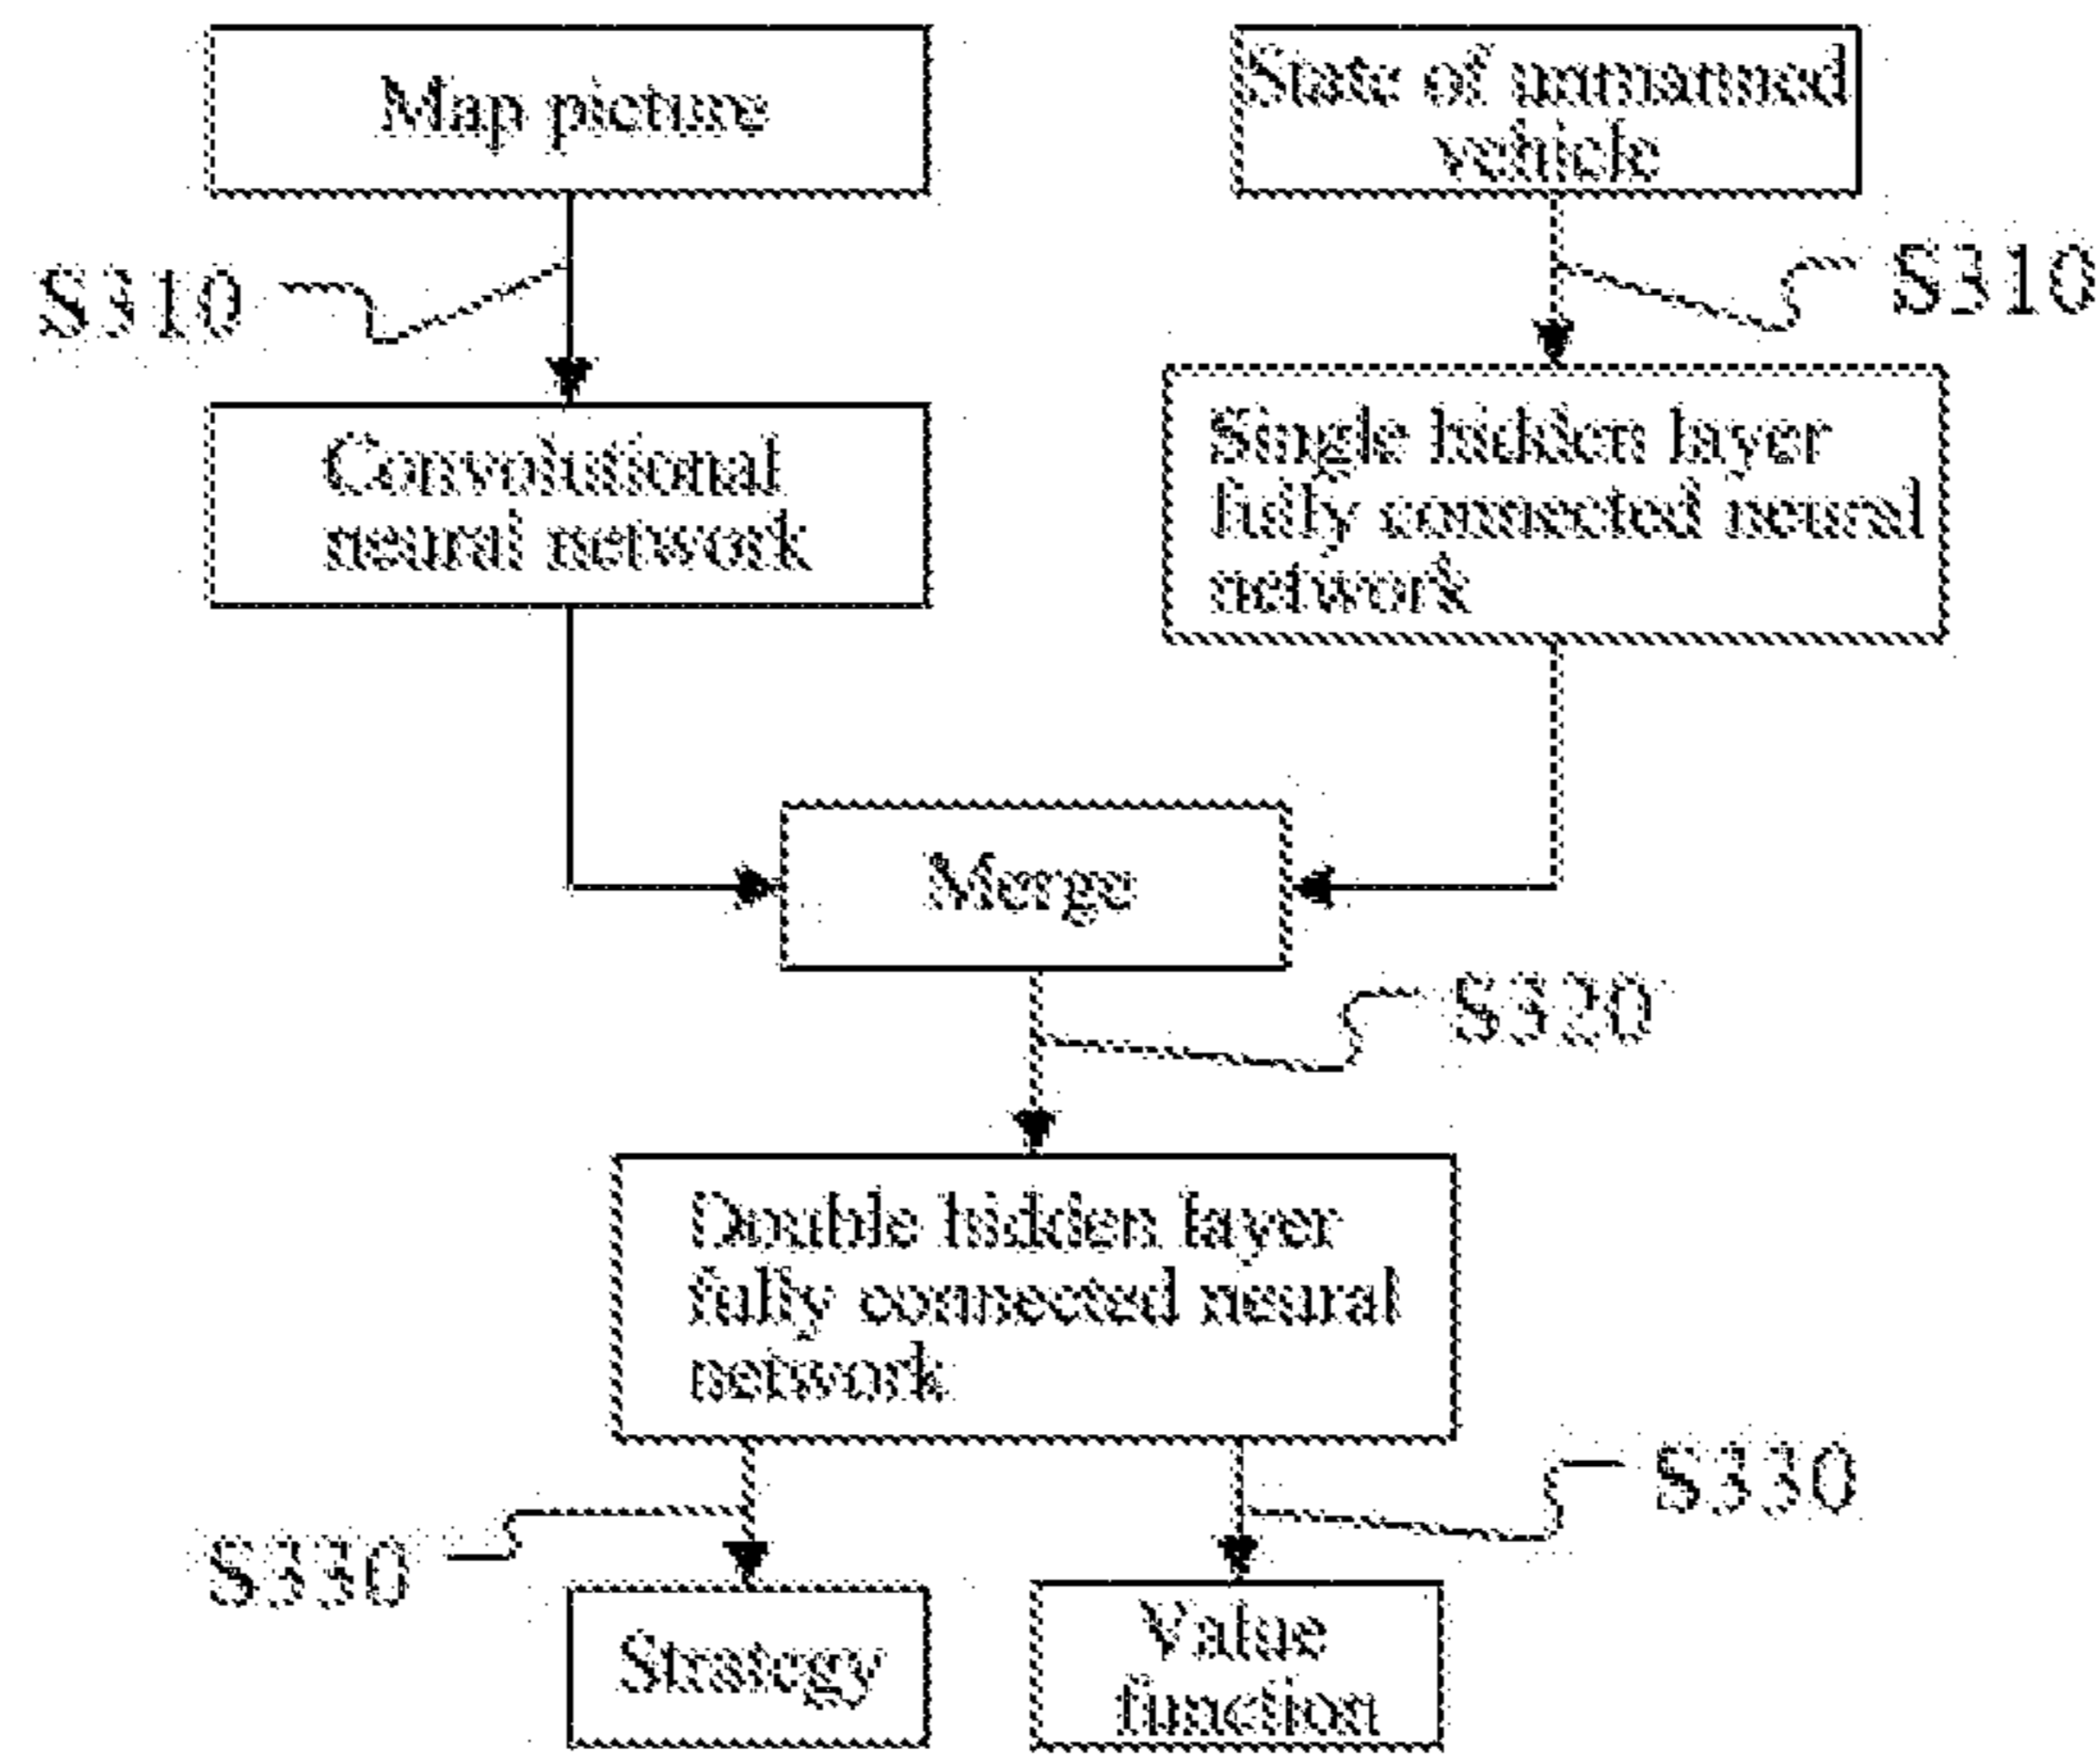 Map picture
State of unmanned
vehicle
S310
S310
Convolutional
neural network
Single hidden layer
fully connected neural
network
Merge
S320
Double hidden layer
fully connected neural
network
S330
S330
Strategy
Value
function